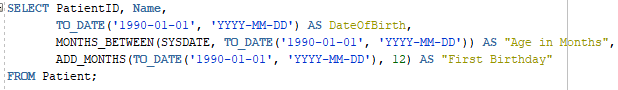 SELECT PatientID, Name,
TO_DATE('1990-01-01', 'YYYY-MM-DD') AS DateOfBirth,
MONTHS_BETWEEN(SYSDATE, TO_DATE('1990-01-01', 'YYYY-MM-DD')) AS "Age in Months",
ADD_MONTHS(TO_DATE('1990-01-01', 'YYYY-MM-DD'), 12) AS "First Birthday"
FROM Patient;